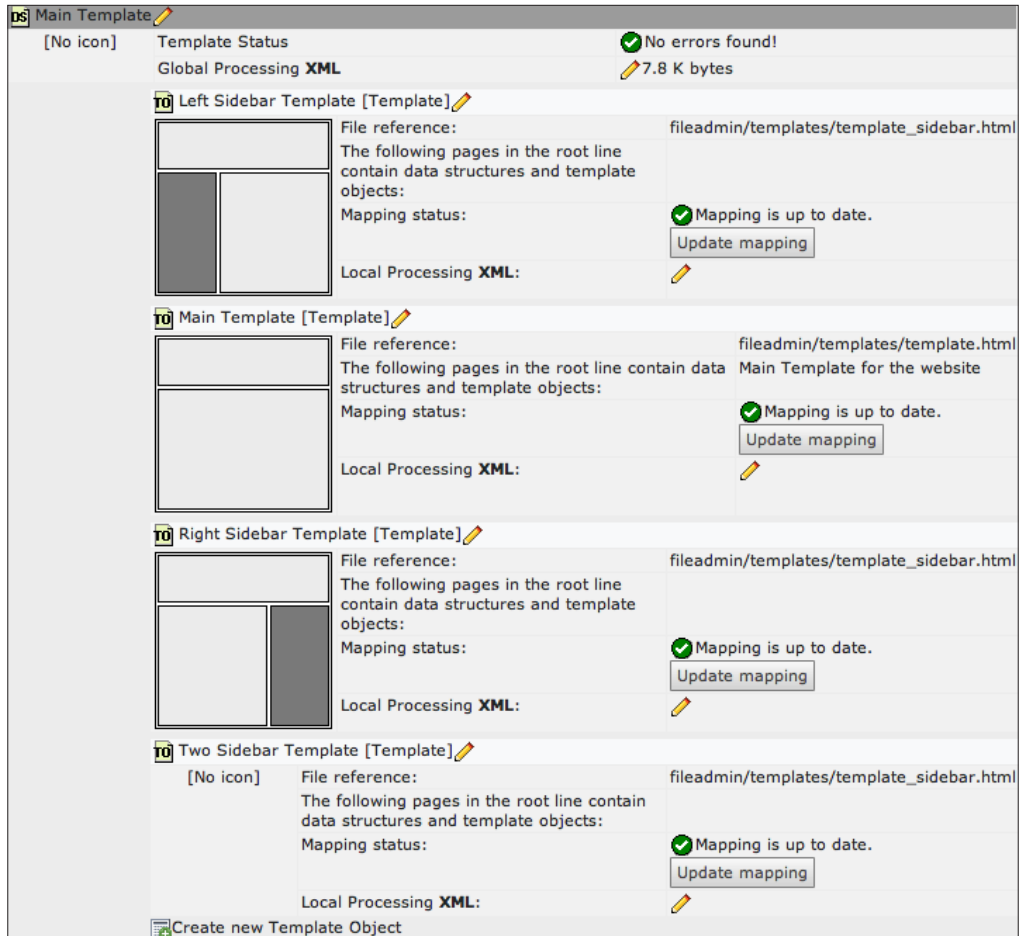 DS Main Template
[No icon] Template Status No errors found!
Global Processing XML 7.8 K bytes
TO Left Sidebar Template [Template]
File reference: fileadmin/templates/template_sidebar.html
The following pages in the root line
contain data structures and template
objects:
Mapping status: Mapping is up to date.
Update mapping
Local Processing XML:
TO Main Template [Template]
File reference: fileadmin/templates/template.html
The following pages in the root line contain data Main Template for the website
structures and template objects:
Mapping status: Mapping is up to date.
Update mapping
Local Processing XML:
TO Right Sidebar Template [Template]
File reference: fileadmin/templates/template_sidebar.html
The following pages in the root line
contain data structures and template
objects:
Mapping status: Mapping is up to date.
Update mapping
Local Processing XML:
TO Two Sidebar Template [Template]
[No icon] File reference: fileadmin/templates/template_sidebar.html
The following pages in the root line contain
data structures and template objects:
Mapping status: Mapping is up to date.
Update mapping
Local Processing XML:
Create new Template Object